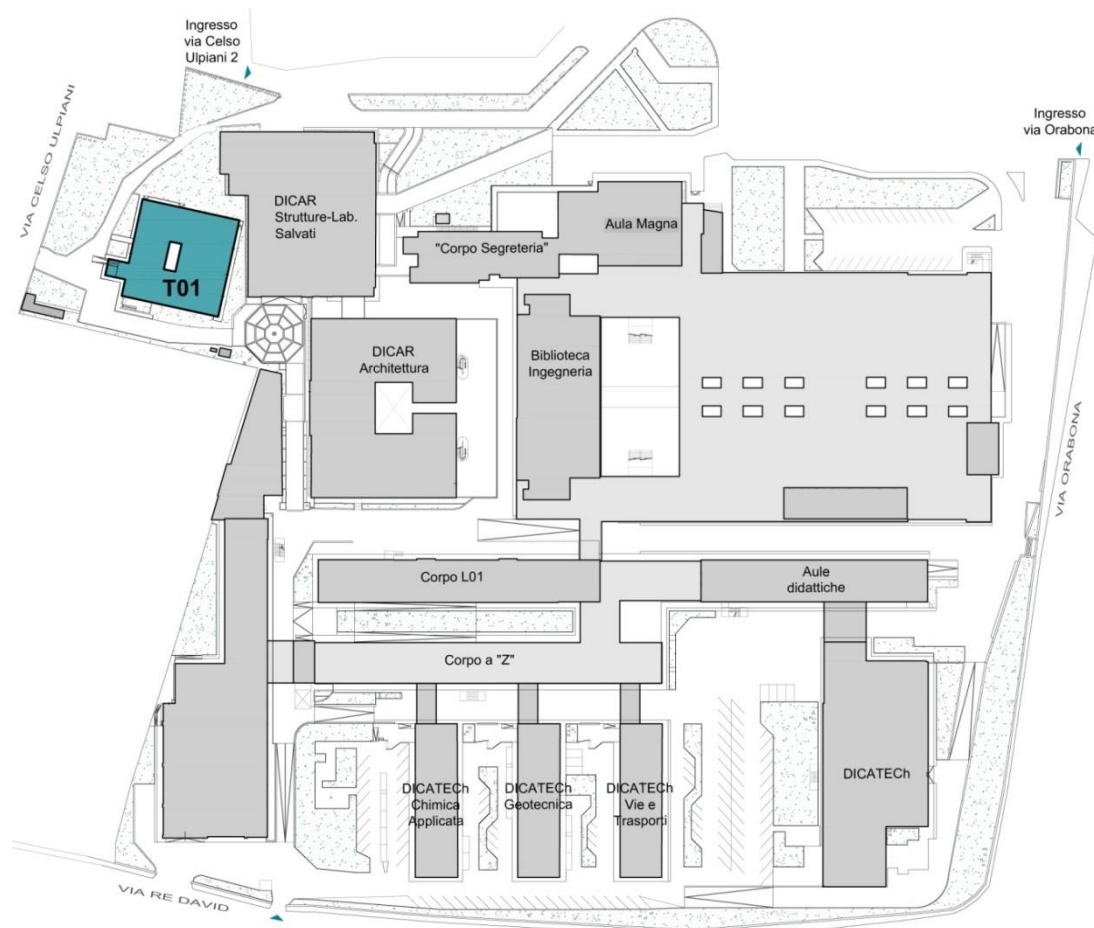 Ingresso
via Celso
Ulpiani 2
Ingresso
via Orabona
VIA CELSO ULPIANI
DICAR
Strutture-Lab.
Salvati
Aula Magna
"Corpo Segreteria"
T01
DICAR
Architettura
Biblioteca
Ingegneria
VIA ORABONA
Corpo L01
Aule
didattiche
Corpo a "Z"
DICATECh
Chimica
Applicata
DICATECh
Geotecnica
DICATECh
Vie e
Trasporti
DICATECh
VIA RE DAVID